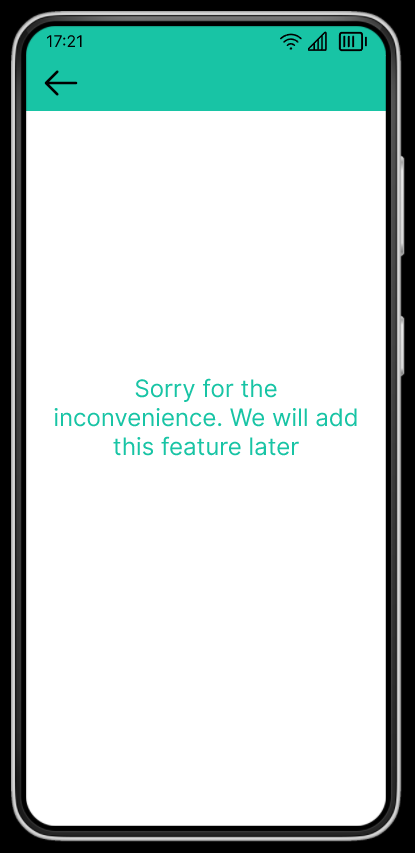 17:21
Sorry for the
inconvenience. We will add
this feature later